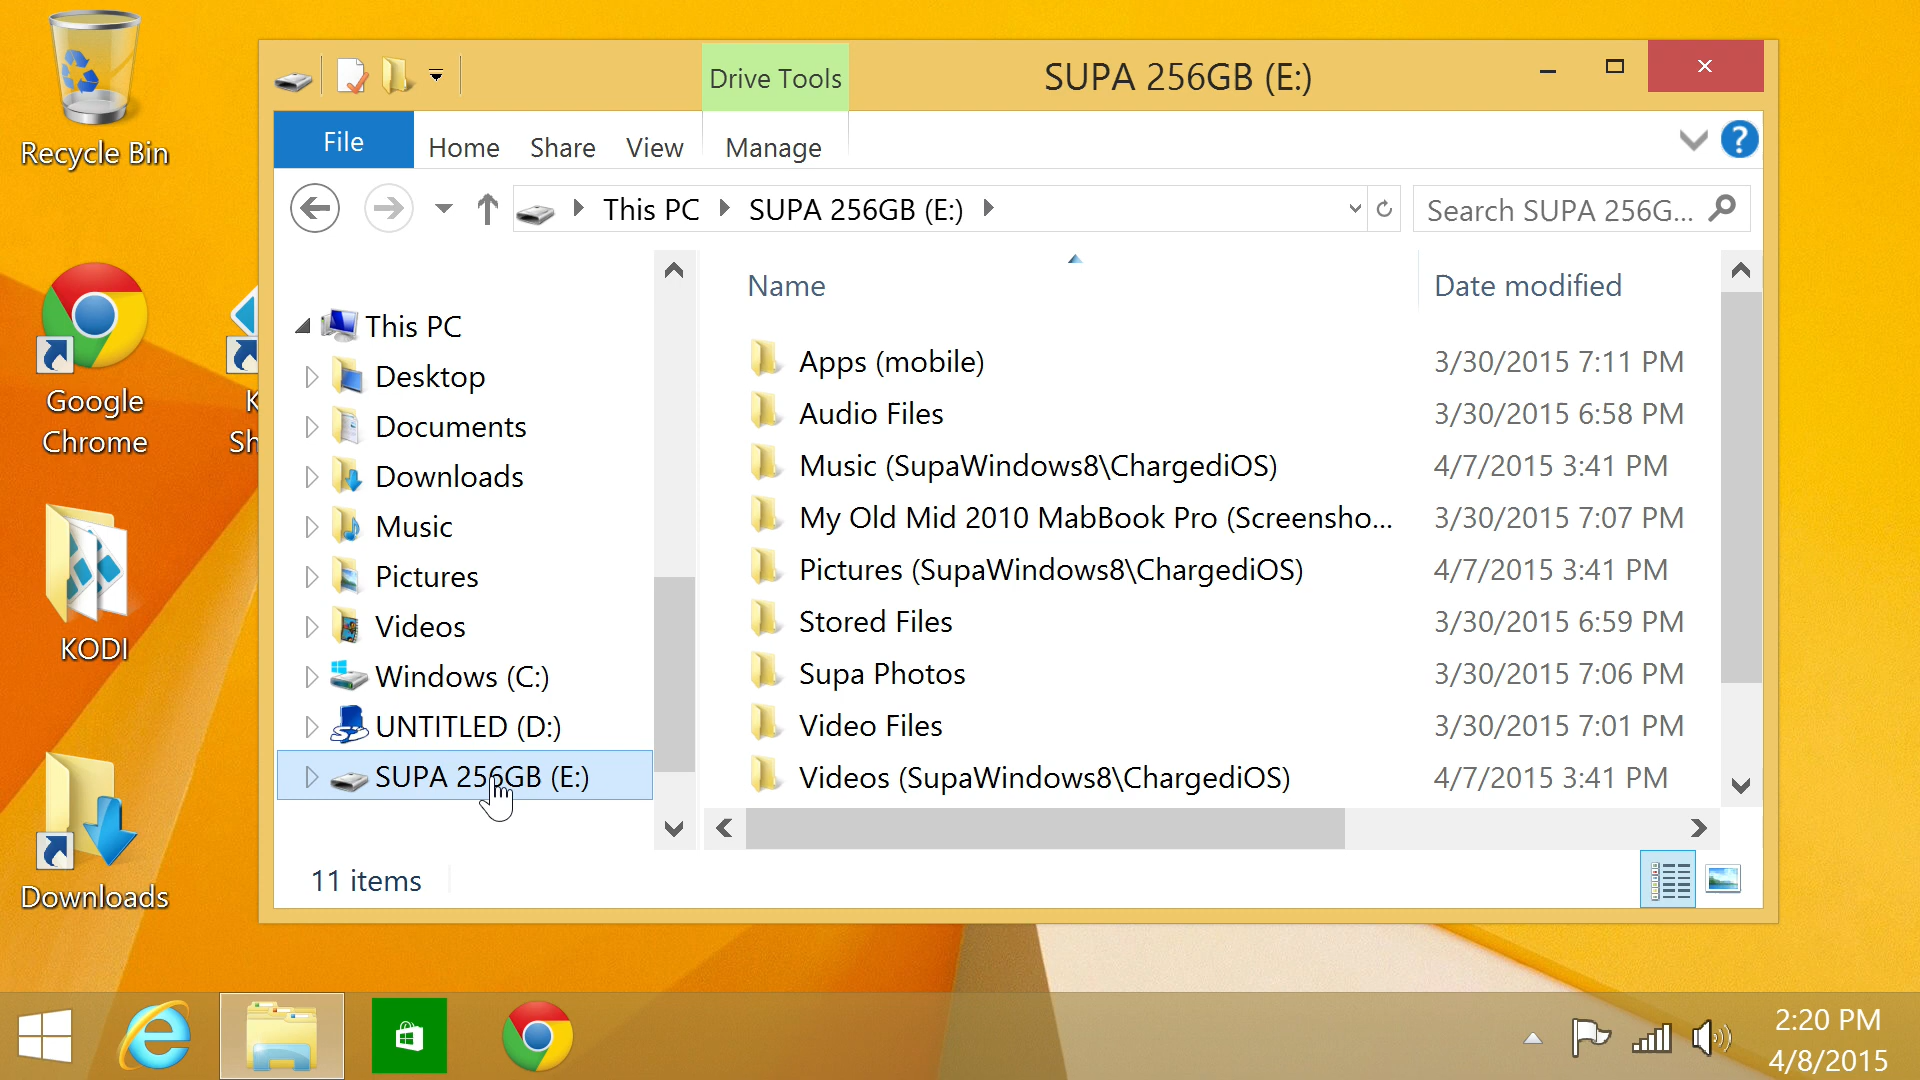 Recycle Bin
Google
Chrome
K
Sh
KODI
Downloads
Drive Tools
SUPA 256GB (E:)
File
Home
Share
View
Manage
This PC
SUPA 256GB (E:)
Search SUPA 256G...
This PC
Desktop
Documents
Downloads
Music
Pictures
Videos
Windows (C:)
UNTITLED (D:)
SUPA 256GB (E:)
Name Date modified
Apps (mobile) 3/30/2015 7:11 PM
Audio Files 3/30/2015 6:58 PM
Music (SupaWindows8\ChargediOS) 4/7/2015 3:41 PM
My Old Mid 2010 MabBook Pro (Screensho... 3/30/2015 7:07 PM
Pictures (SupaWindows8\ChargediOS) 4/7/2015 3:41 PM
Stored Files 3/30/2015 6:59 PM
Supa Photos 3/30/2015 7:06 PM
Video Files 3/30/2015 7:01 PM
Videos (SupaWindows8\ChargediOS) 4/7/2015 3:41 PM
11 items
2:20 PM
4/8/2015